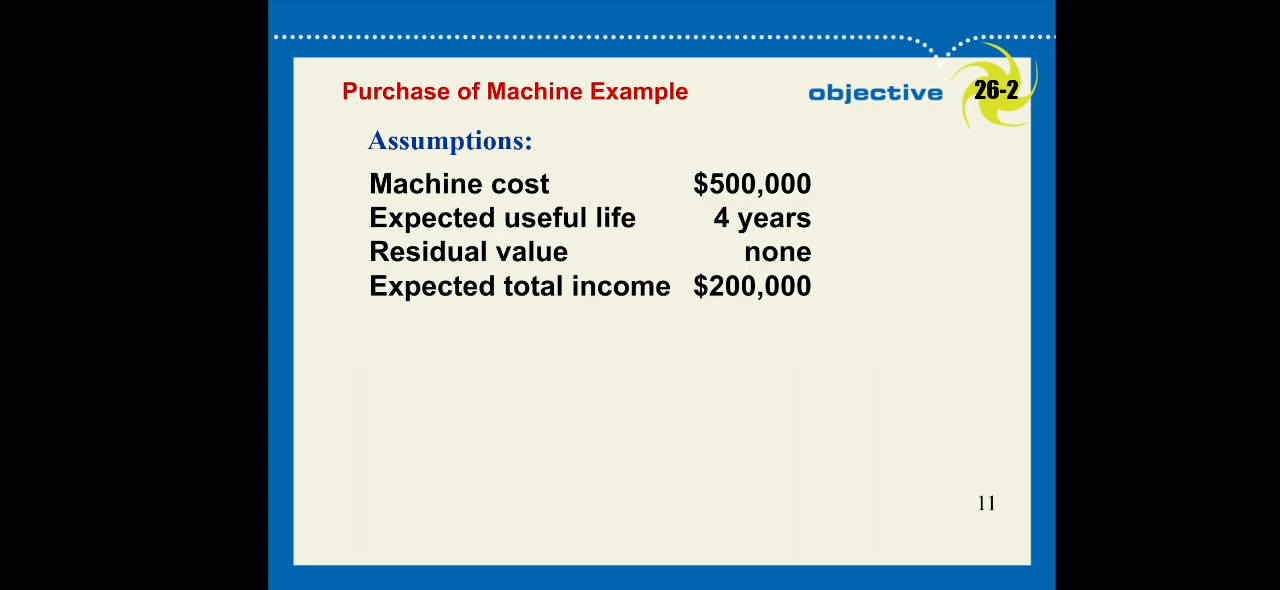 Purchase of Machine Example
objective 26-2
Assumptions:
Machine cost $500,000
Expected useful life 4 years
Residual value none
Expected total income $200,000
11